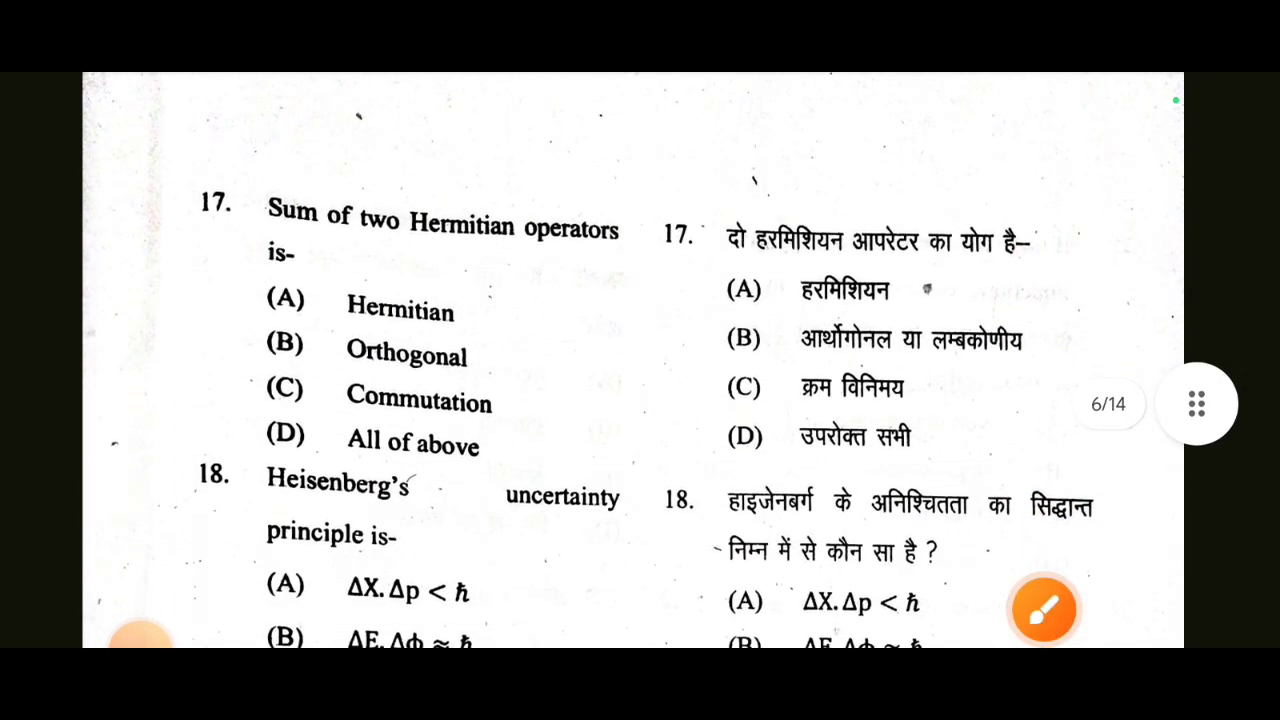 17. Sum of two Hermitian operators
is-
(A) Hermitian
(B) Orthogonal
(C) Commutation
(D) All of above
18. Heisenberg's uncertainty
principle is-
(A) ΔX.Δp < ħ
(B) ΔE.Δϕ ≈ ħ
17. दो हरमिशियन आपरेटर का योग है–
(A) हरमिशियन
(B) आर्थोगोनल या लम्बकोणीय
(C) क्रम विनिमय
(D) उपरोक्त सभी
18. हाइजेनबर्ग के अनिश्चितता का सिद्धान्त
निम्न में से कौन सा है ?
(A) ΔX.Δp < ħ
6/14